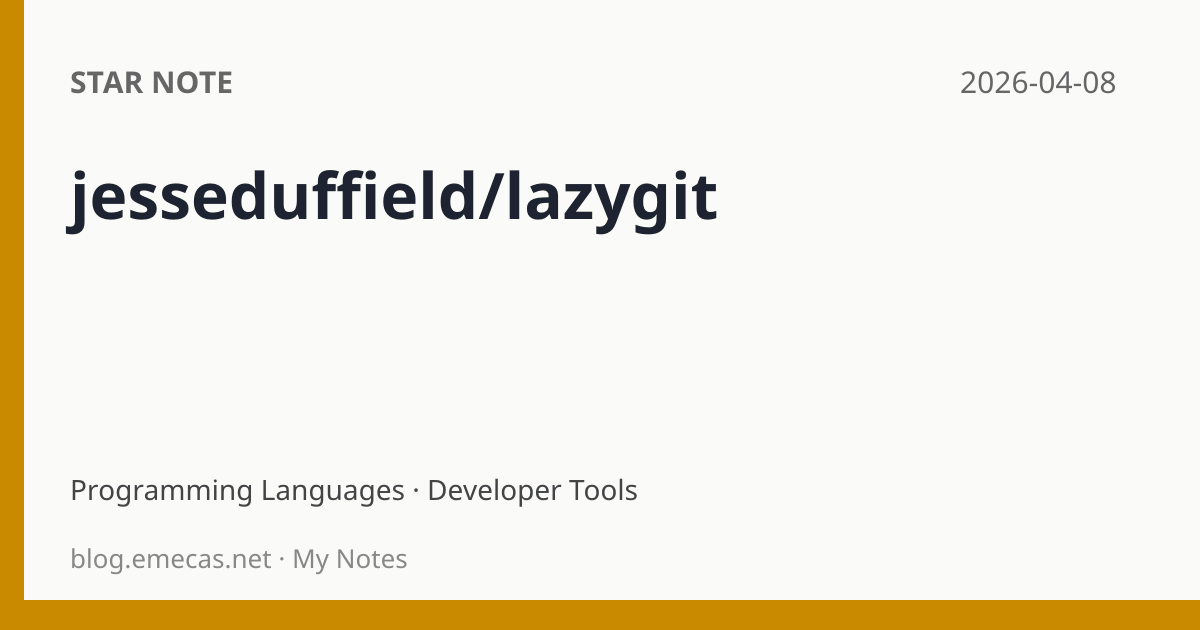 STAR NOTE
2026-04-08
jesseduffield/lazygit
Programming Languages · Developer Tools
blog.emecas.net · My Notes